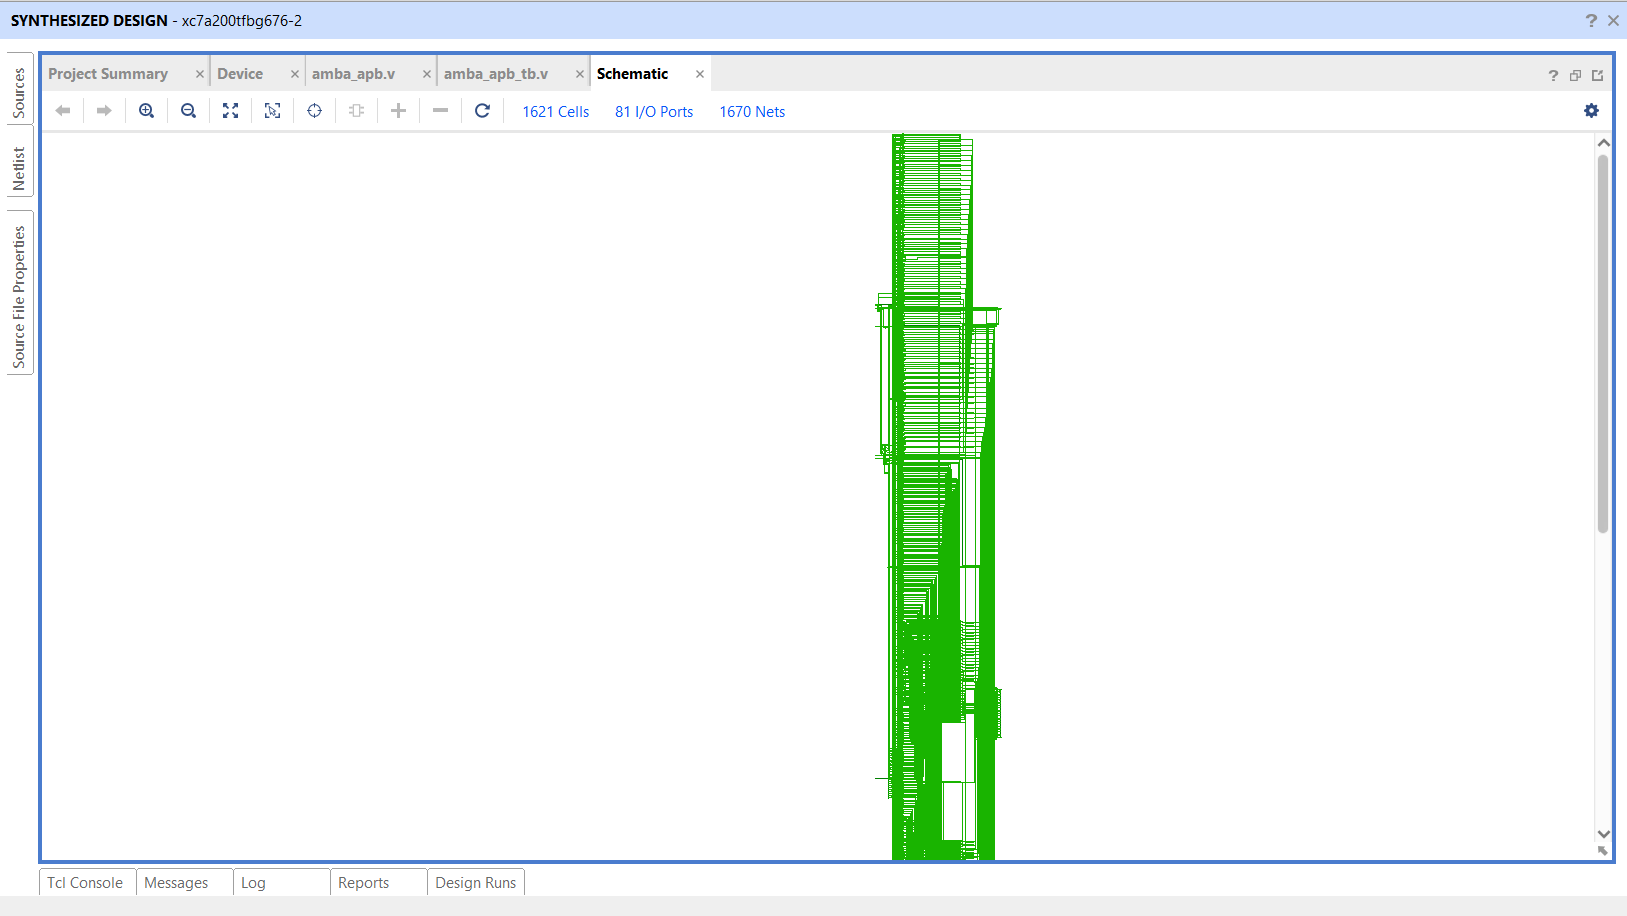 SYNTHESIZED DESIGN - xc7a200tfbg676-2
Sources
Netlist
Source File Properties
Project Summary
Device
amba_apb.v
amba_apb_tb.v
Schematic
1621 Cells
81 I/O Ports
1670 Nets
Tcl Console
Messages
Log
Reports
Design Runs